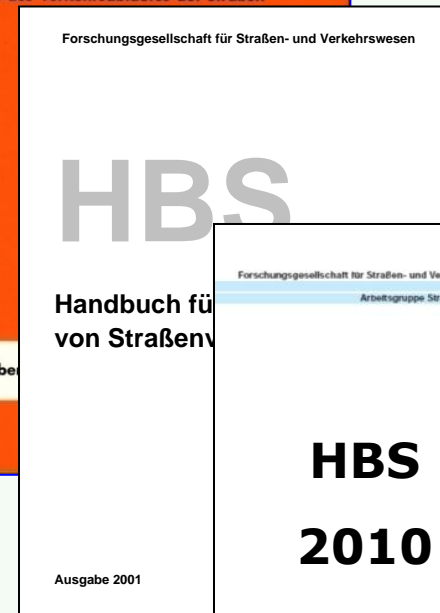 Forschungsgesellschaft für Straßen- und Verkehrswesen
HBS
Handbuch fü
von Straßenv
Ausgabe 2001
Forschungsgesellschaft für Straßen- und Ve
Arbeitsgruppe Str
HBS
2010